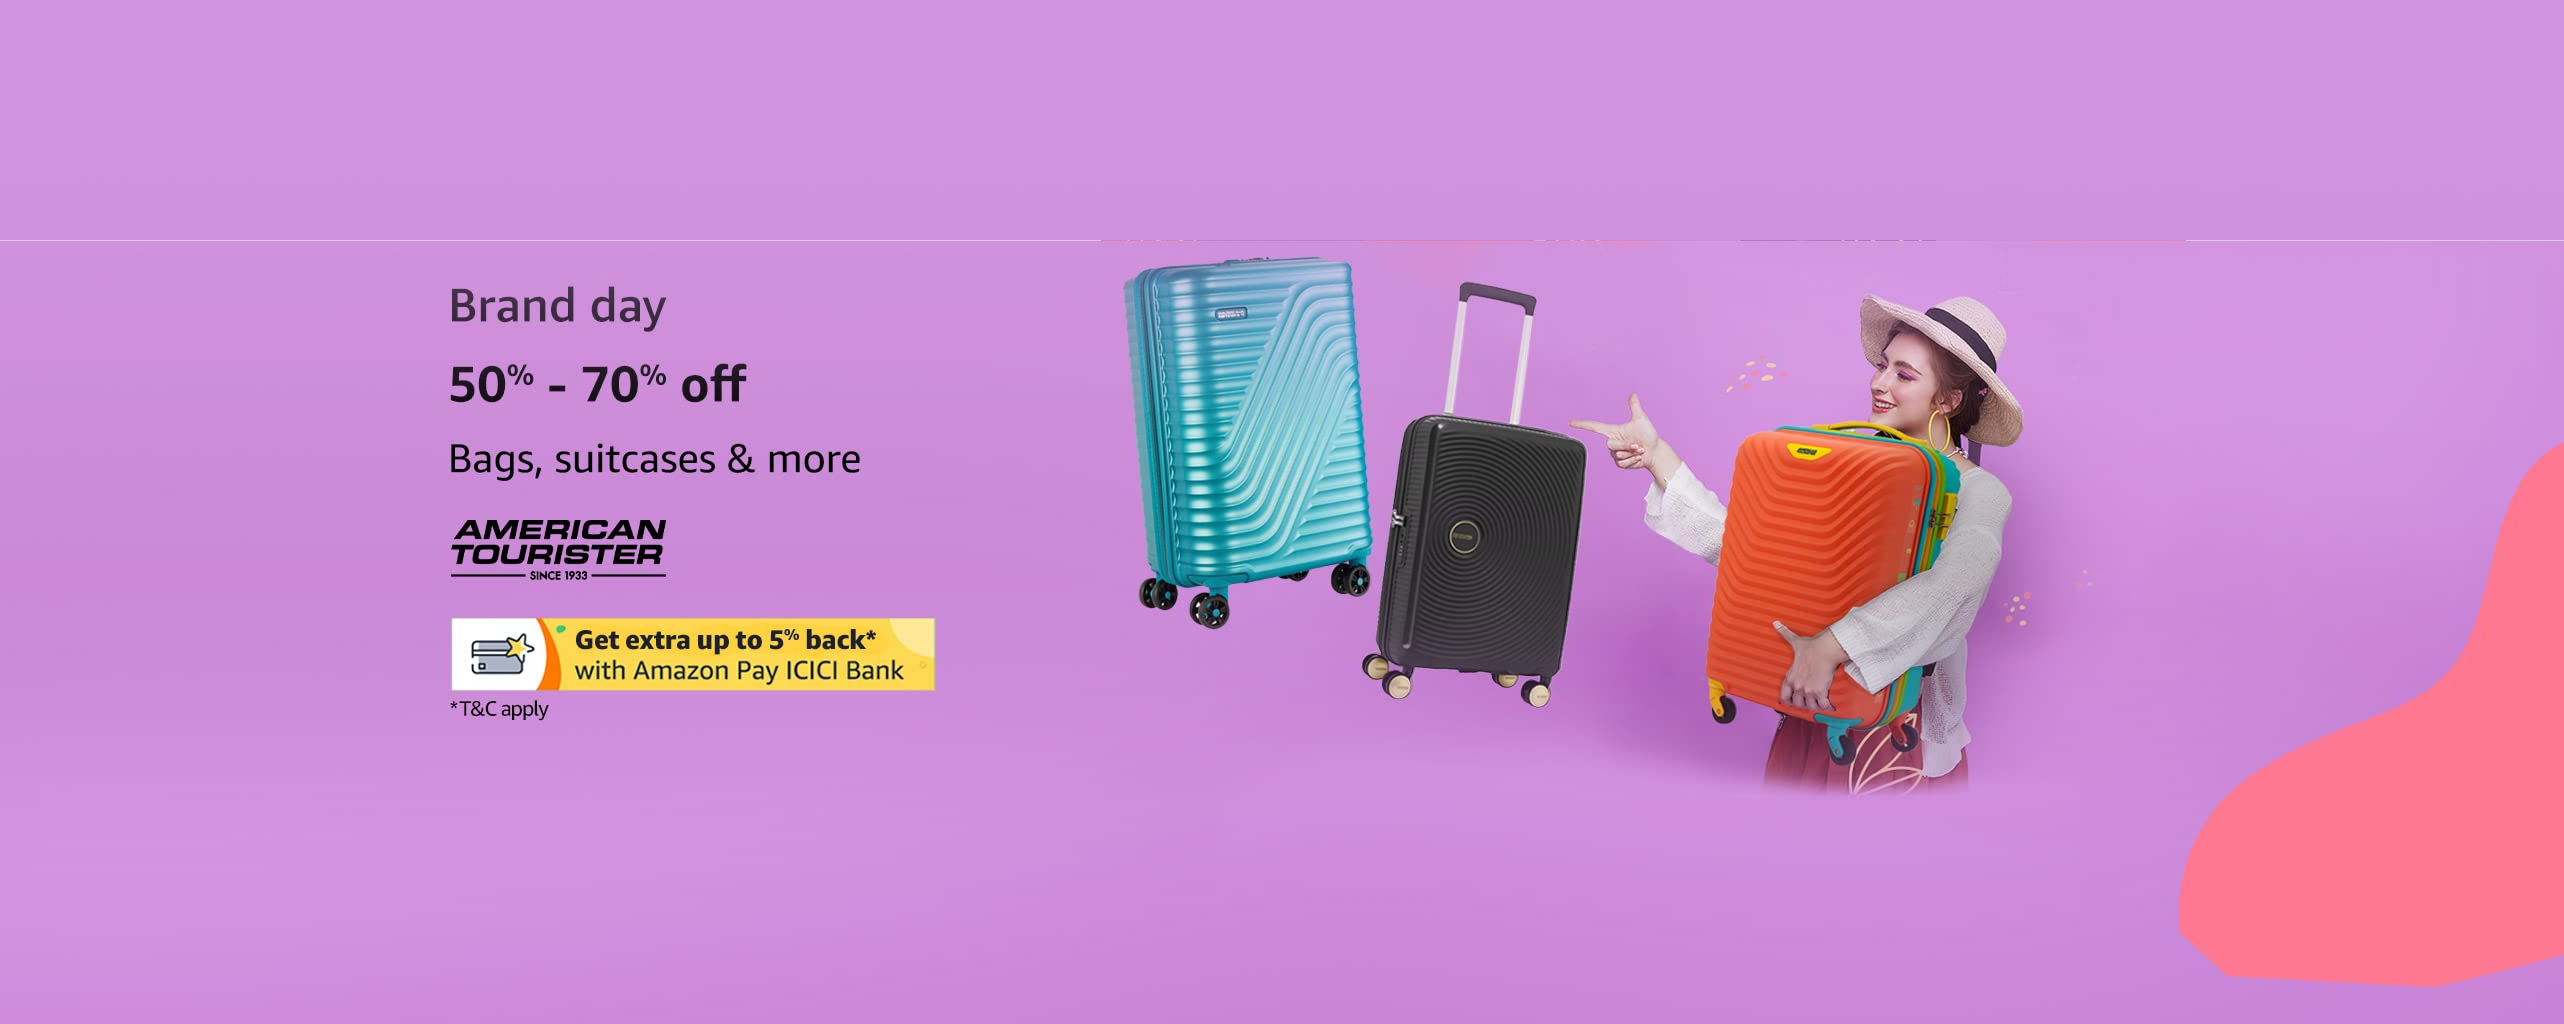 Brand day
50% - 70% off
Bags, suitcases & more
AMERICAN
TOURISTER
SINCE 1933
Get extra up to 5% back*
with Amazon Pay ICICI Bank
*T&C apply